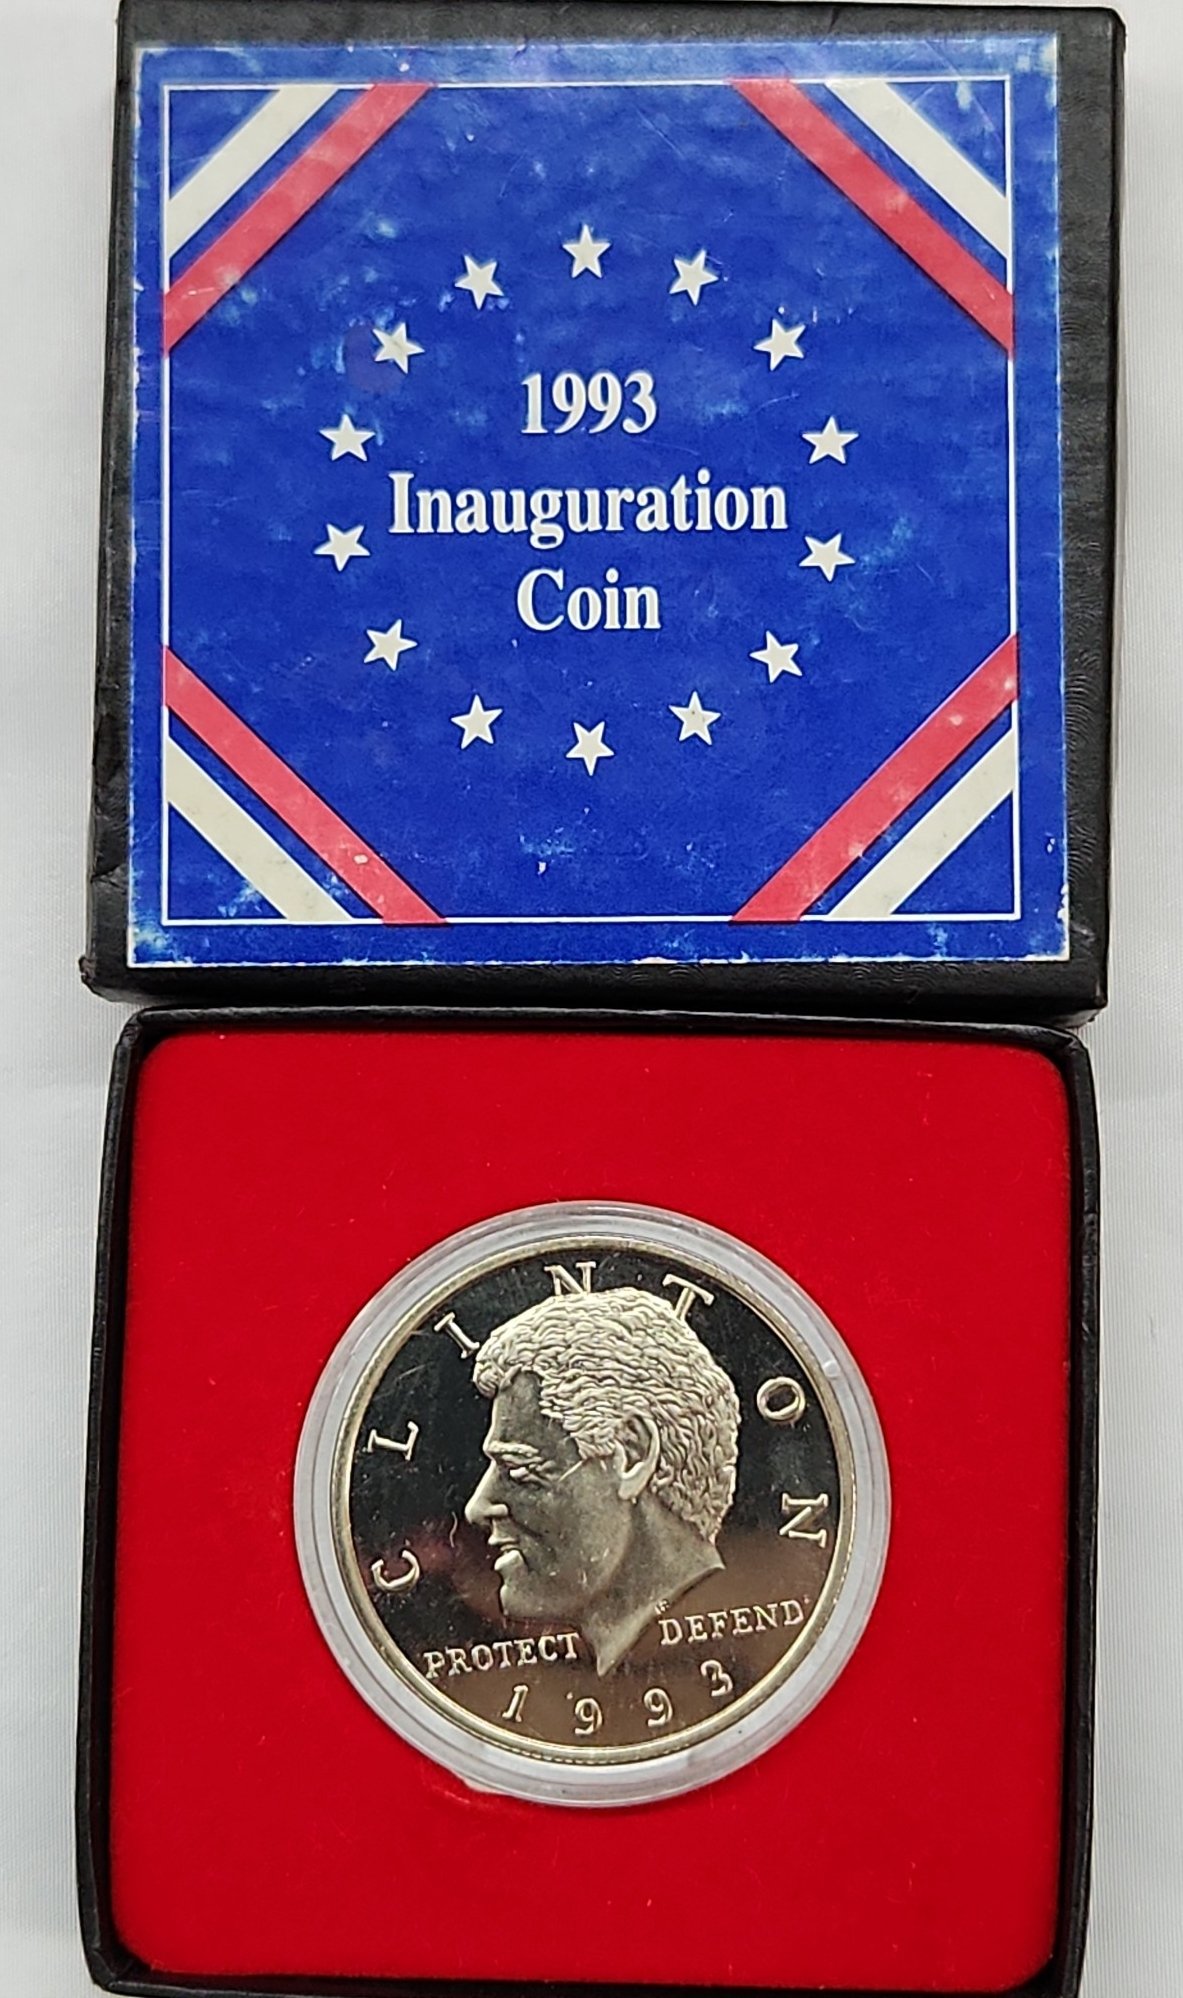 1993
Inauguration
Coin
CLINTON
PROTECT DEFEND
1993